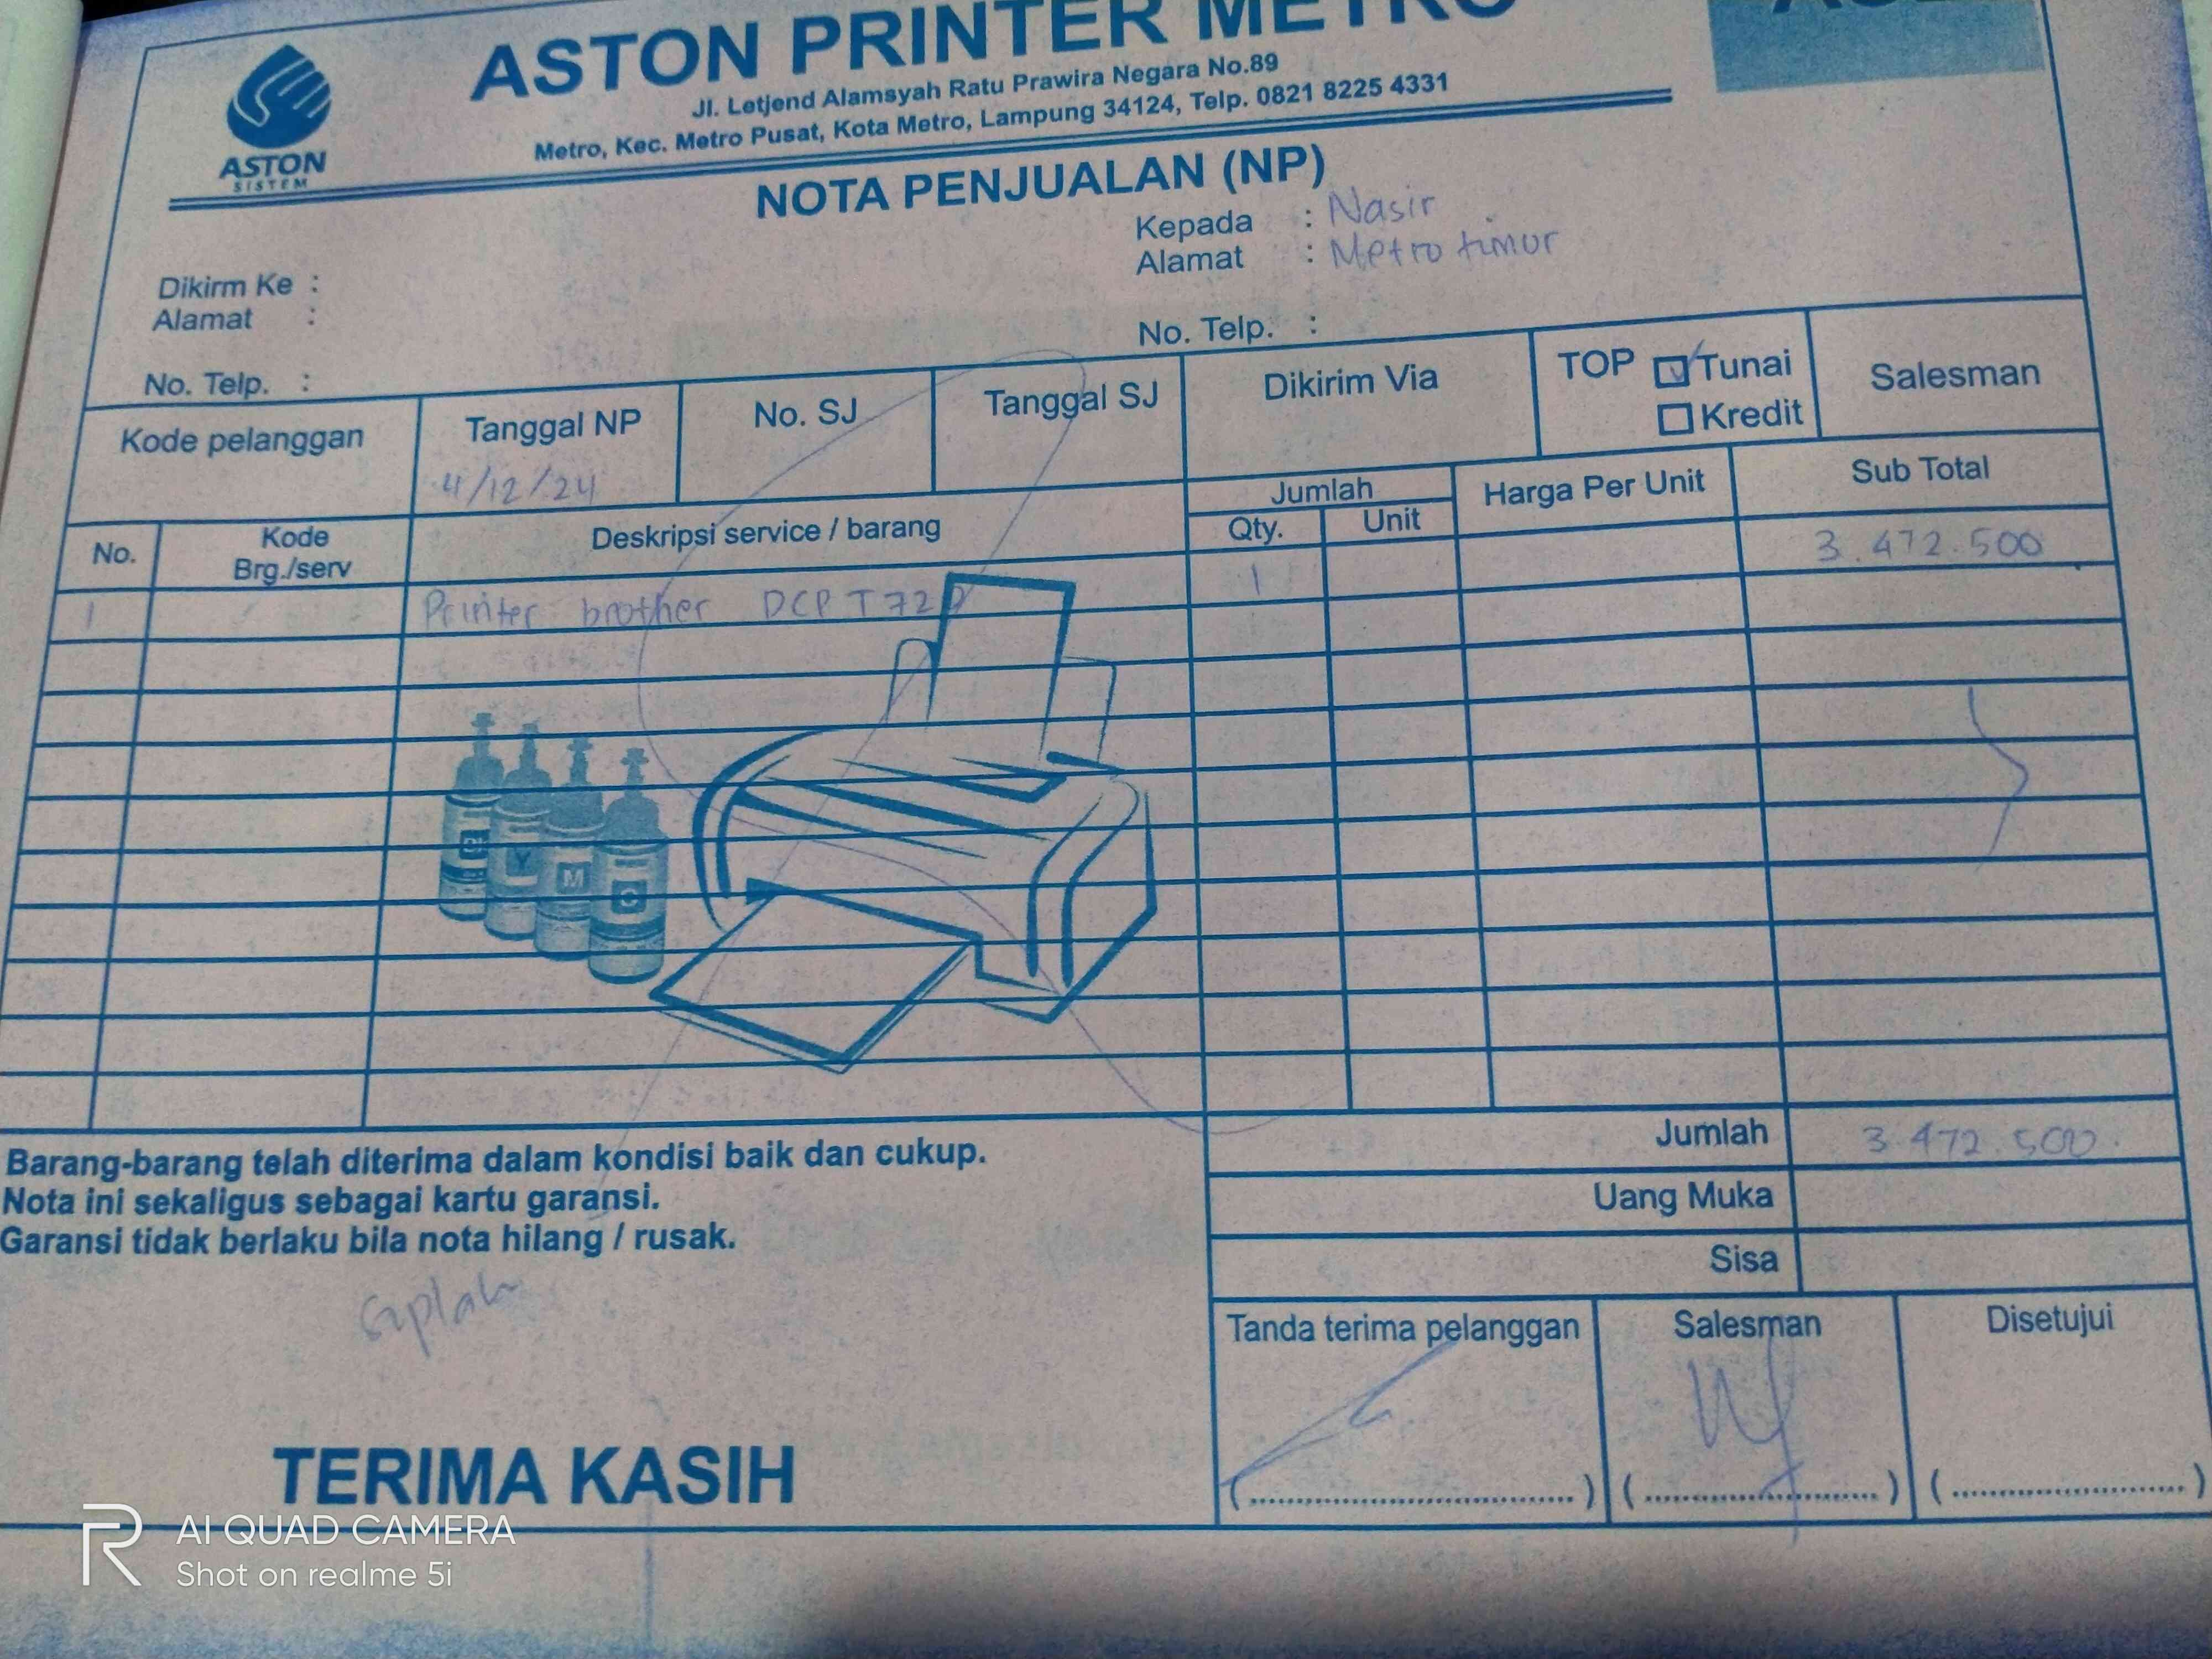 ASTON PRINTER METRO
Jl. Letjend Alamsyah Ratu Prawira Negara No.89
Metro, Kec. Metro Pusat, Kota Metro, Lampung 34124, Telp. 0821 8225 4331
ASTON
SISTEM
NOTA PENJUALAN (NP)
Kepada : Nasir
Alamat : Metro timur
No. Telp. :
Dikirm Ke :
Alamat :
No. Telp. :
Kode pelanggan Tanggal NP No. SJ Tanggal SJ Dikirim Via TOP Tunai Salesman
Kredit
4/12/24
No. Kode Brg./serv Deskripsi service / barang Jumlah Harga Per Unit Sub Total
Qty. Unit
1 Printer brother DCP T720 1 3.472.500
B Y M C
Barang-barang telah diterima dalam kondisi baik dan cukup.
Nota ini sekaligus sebagai kartu garansi.
Garansi tidak berlaku bila nota hilang / rusak.
Jumlah 3.472.500
Uang Muka
Sisa
Tanda terima pelanggan Salesman Disetujui
(....................) (....................) (....................)
TERIMA KASIH
R AI QUAD CAMERA
Shot on realme 5i